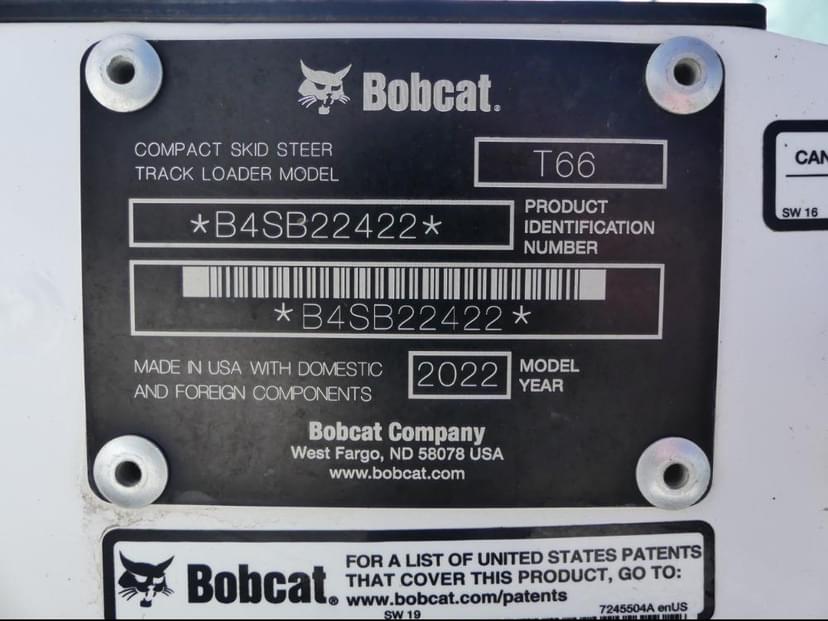 Bobcat.
COMPACT SKID STEER
TRACK LOADER MODEL
T66
*B4SB22422*
PRODUCT
IDENTIFICATION
NUMBER
*B4SB22422*
MADE IN USA WITH DOMESTIC
AND FOREIGN COMPONENTS
2022
MODEL
YEAR
Bobcat Company
West Fargo, ND 58078 USA
www.bobcat.com
CAN
SW 16
Bobcat®
FOR A LIST OF UNITED STATES PATENTS
THAT COVER THIS PRODUCT, GO TO:
www.bobcat.com/patents
SW 19
7245504A enUS